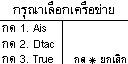 กรุณาเลือกเครือข่าย
กด 1. Ais
กด 2. Dtac
กด 3. True กด * ยกเลิก